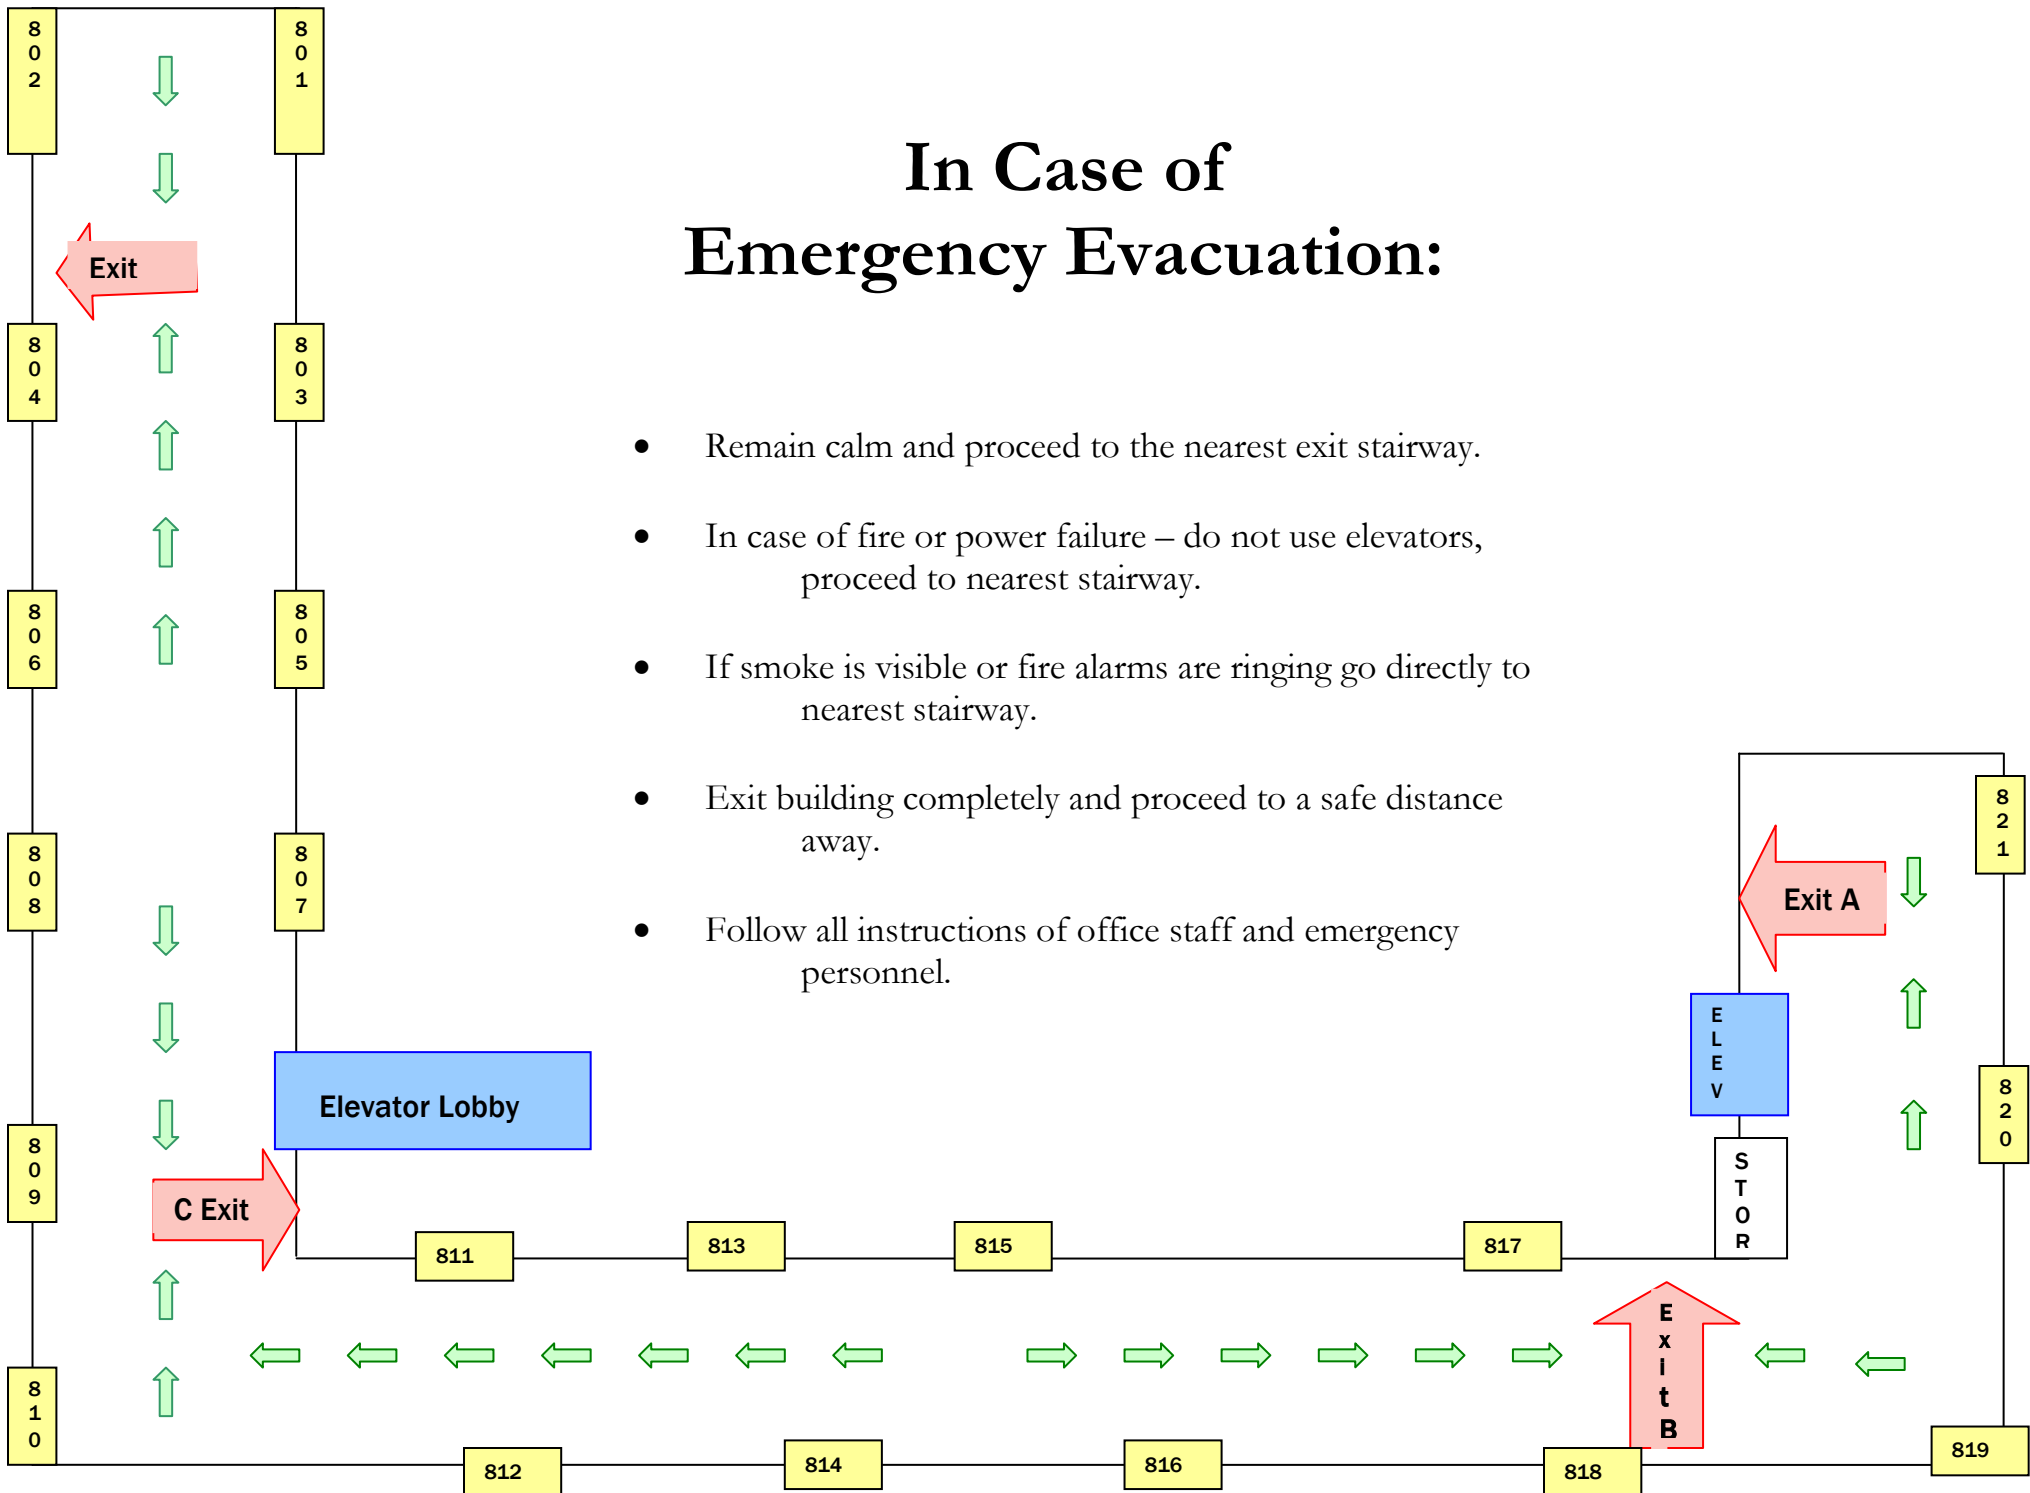 802
801
In Case of
Emergency Evacuation:
Exit
804
803
• Remain calm and proceed to the nearest exit stairway.
• In case of fire or power failure – do not use elevators,
proceed to nearest stairway.
806
805
• If smoke is visible or fire alarms are ringing go directly to
nearest stairway.
• Exit building completely and proceed to a safe distance
away.
821
808
807
Exit A
• Follow all instructions of office staff and emergency
personnel.
ELEV
Elevator Lobby
820
809
STOR
C Exit
811
813
815
817
Exit B
810
812
814
816
818
819